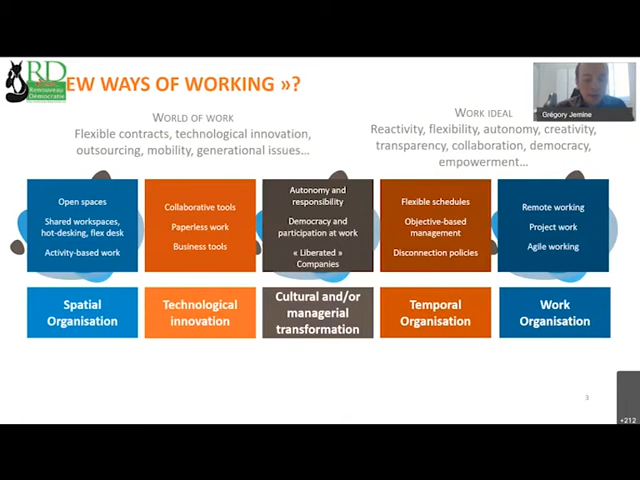 RD
Renouveau
Démocratie
EW WAYS OF WORKING »?
Grégory Jemine
WORLD OF WORK
Flexible contracts, technological innovation,
outsourcing, mobility, generational issues…
WORK IDEAL
Reactivity, flexibility, autonomy, creativity,
transparency, collaboration, democracy,
empowerment…
Open spaces
Shared workspaces,
hot-desking, flex desk
Activity-based work
Collaborative tools
Paperless work
Business tools
Autonomy and
responsibility
Democracy and
participation at work
« Liberated »
Companies
Flexible schedules
Objective-based
management
Disconnection policies
Remote working
Project work
Agile working
Spatial
Organisation
Technological
innovation
Cultural and/or
managerial
transformation
Temporal
Organisation
Work
Organisation
3
+212